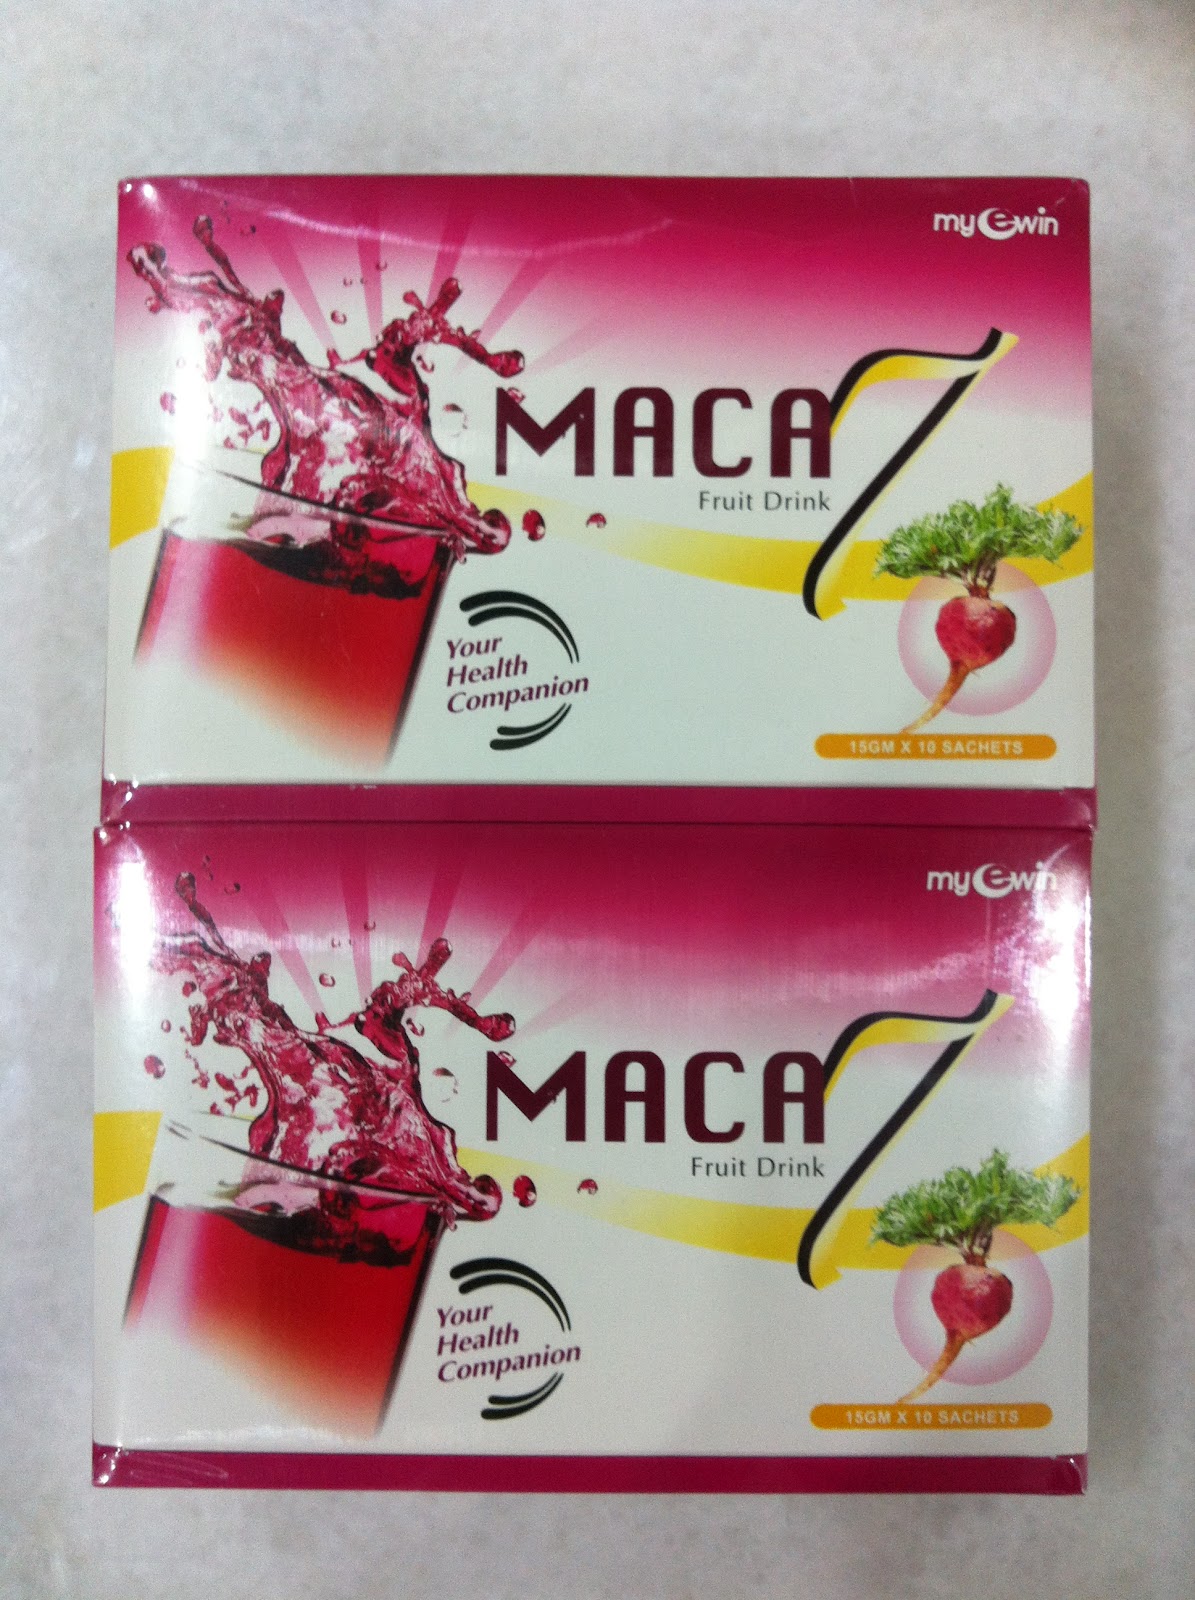 myewin
MACA 7
Fruit Drink
Your
Health
Companion
15GM X 10 SACHETS
myewin
MACA 7
Fruit Drink
Your
Health
Companion
15GM X 10 SACHETS